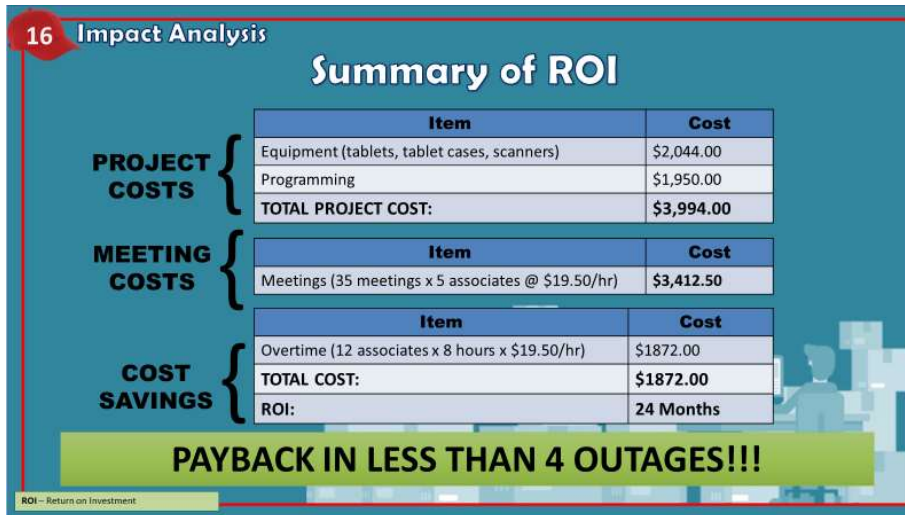 16 Impact Analysis
Summary of ROI
PROJECT
COSTS
Item Cost
Equipment (tablets, tablet cases, scanners) $2,044.00
Programming $1,950.00
TOTAL PROJECT COST: $3,994.00
MEETING
COSTS
Item Cost
Meetings (35 meetings x 5 associates @ $19.50/hr) $3,412.50
COST
SAVINGS
Item Cost
Overtime (12 associates x 8 hours x $19.50/hr) $1872.00
TOTAL COST: $1872.00
ROI: 24 Months
PAYBACK IN LESS THAN 4 OUTAGES!!!
ROI – Return on Investment